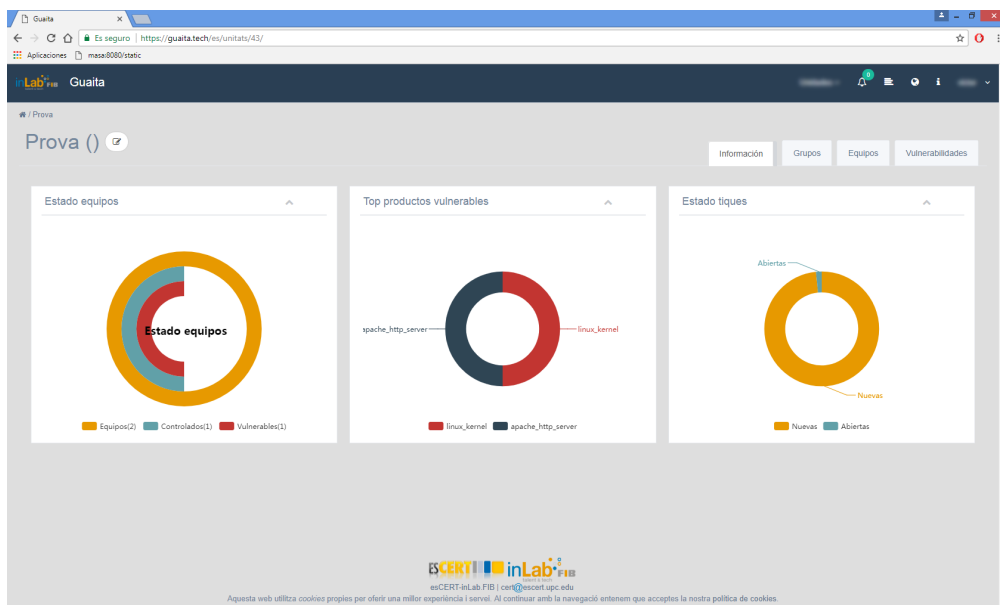 Guaita
Es seguro | https://guaita.tech/es/unitats/43/
Aplicaciones masa:8080/static
inLab FIB Guaita
0
i
/ Prova
Prova ()
Información Grupos Equipos Vulnerabilidades
Estado equipos
Estado equipos
Equipos(2) Controlados(1) Vulnerables(1)
Top productos vulnerables
apache_http_server
linux_kernel
linux_kernel apache_http_server
Estado tiques
Abiertas
Nuevas
Nuevas Abiertas
esCERT inLab FIB
esCERT-inLab.FIB | cert@escert.upc.edu
Aquesta web utilitza cookies propies per oferir una millor experiència i servei. Al continuar amb la navegació entenem que acceptes la nostra política de cookies.